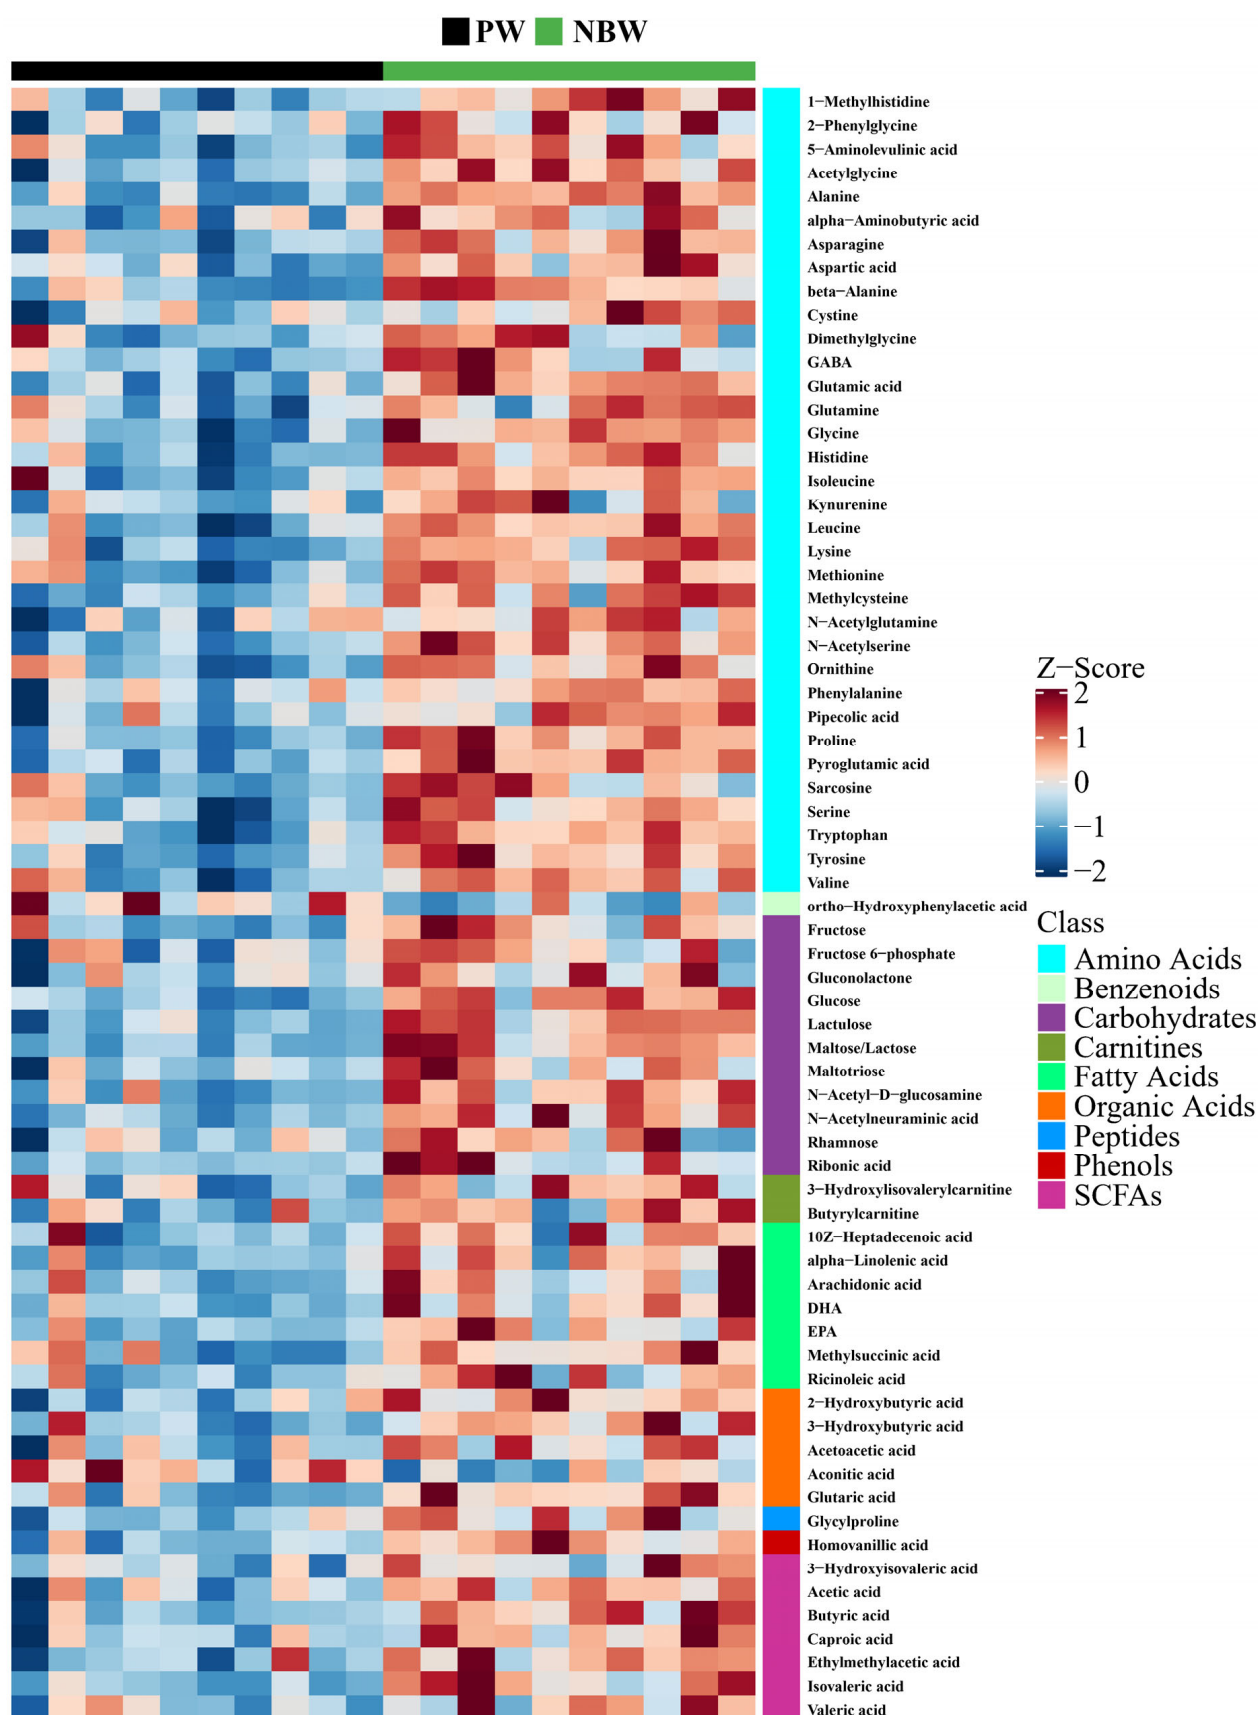 PW NBW
1−Methylhistidine
2−Phenylglycine
5−Aminolevulinic acid
Acetylglycine
Alanine
alpha−Aminobutyric acid
Asparagine
Aspartic acid
beta−Alanine
Cystine
Dimethylglycine
GABA
Glutamic acid
Glutamine
Glycine
Histidine
Isoleucine
Kynurenine
Leucine
Lysine
Methionine
Methylcysteine
N−Acetylglutamine
N−Acetylserine
Ornithine
Phenylalanine
Pipecolic acid
Proline
Pyroglutamic acid
Sarcosine
Serine
Tryptophan
Tyrosine
Valine
ortho−Hydroxyphenylacetic acid
Fructose
Fructose 6−phosphate
Gluconolactone
Glucose
Lactulose
Maltose/Lactose
Maltotriose
N−Acetyl−D−glucosamine
N−Acetylneuraminic acid
Rhamnose
Ribonic acid
3−Hydroxylisovalerylcarnitine
Butyrylcarnitine
10Z−Heptadecenoic acid
alpha−Linolenic acid
Arachidonic acid
DHA
EPA
Methylsuccinic acid
Ricinoleic acid
2−Hydroxybutyric acid
3−Hydroxybutyric acid
Acetoacetic acid
Aconitic acid
Glutaric acid
Glycylproline
Homovanillic acid
3−Hydroxyisovaleric acid
Acetic acid
Butyric acid
Caproic acid
Ethylmethylacetic acid
Isovaleric acid
Valeric acid
Z−Score
2
1
0
−1
−2
Class
Amino Acids
Benzenoids
Carbohydrates
Carnitines
Fatty Acids
Organic Acids
Peptides
Phenols
SCFAs